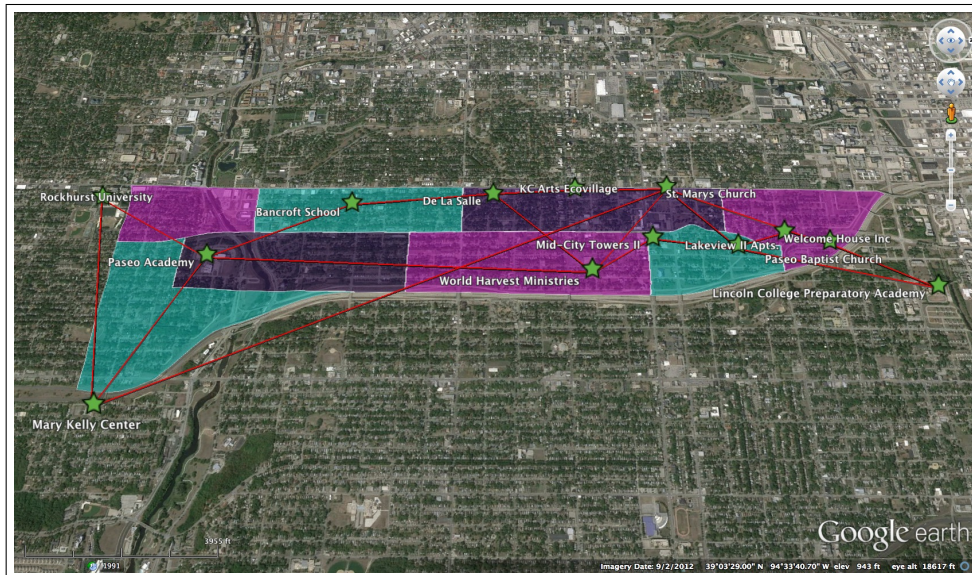 Rockhurst University
KC Arts Ecovillage
St. Marys Church
De La Salle
Bancroft School
Mid-City Towers II
Lakeview II Apts.
Welcome House Inc
Paseo Academy
Paseo Baptist Church
World Harvest Ministries
Lincoln College Preparatory Academy
Mary Kelly Center
Google earth
3955 ft
1991
Imagery Date: 9/2/2012 39°03'29.00" N 94°33'40.70" W elev 943 ft eye alt 18617 ft